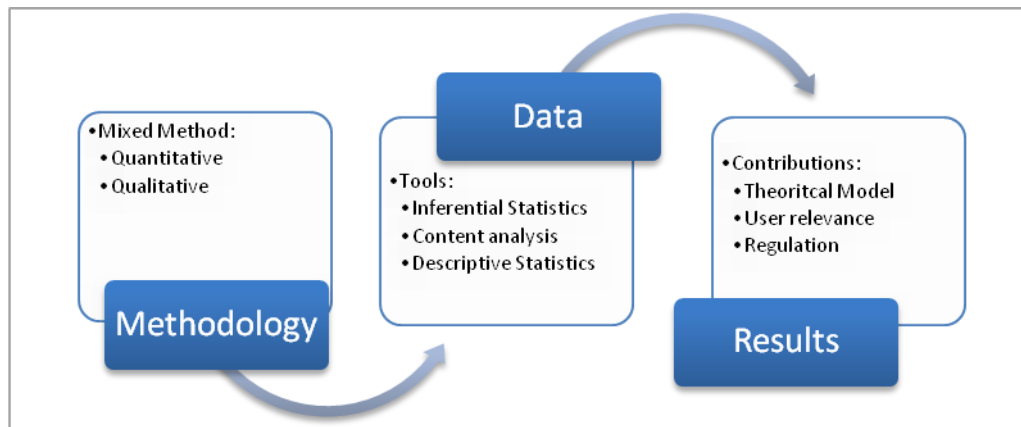 •Mixed Method:
•Quantitative
•Qualitative
Methodology
Data
•Tools:
•Inferential Statistics
•Content analysis
•Descriptive Statistics
•Contributions:
•Theoritcal Model
•User relevance
•Regulation
Results